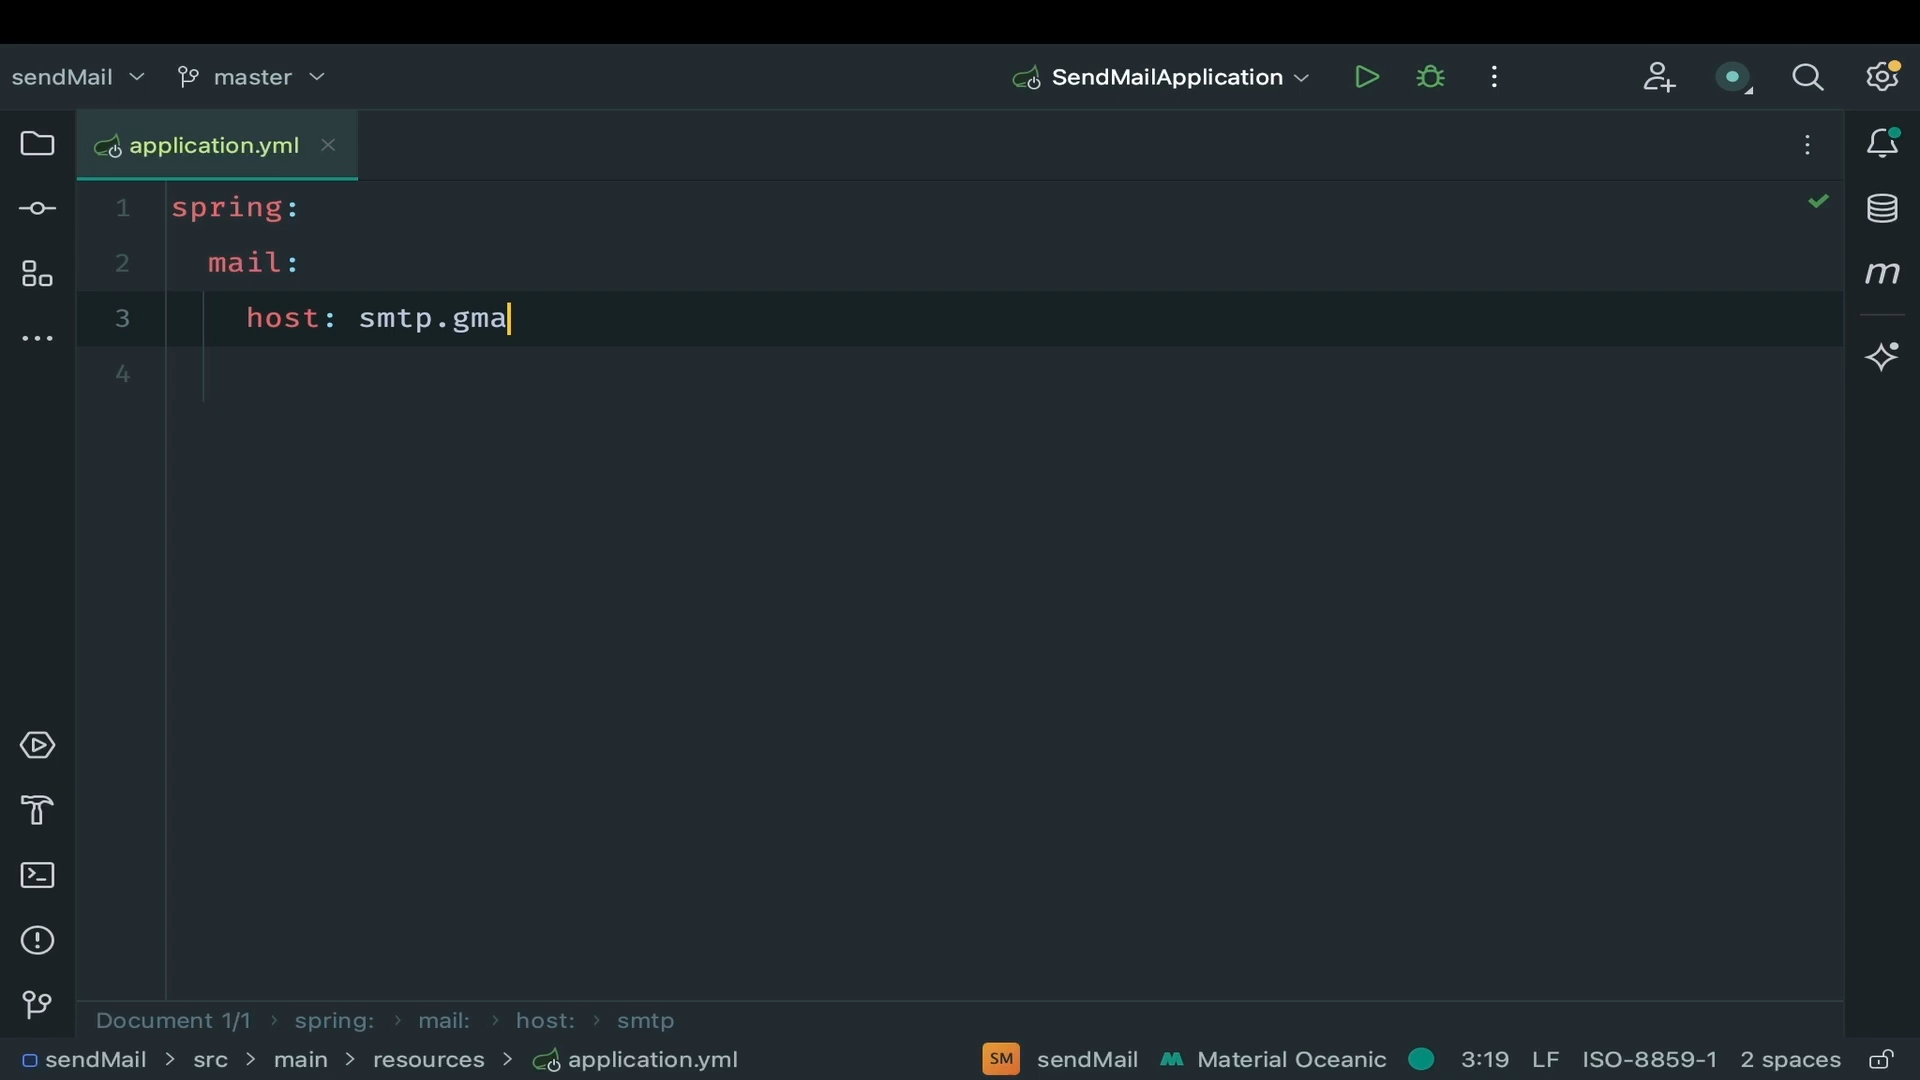 sendMail master SendMailApplication
application.yml
1 spring:
2 mail:
3 host: smtp.gma
4
m
Document 1/1 > spring: > mail: > host: > smtp
sendMail > src > main > resources > application.yml SM sendMail Material Oceanic 3:19 LF ISO-8859-1 2 spaces